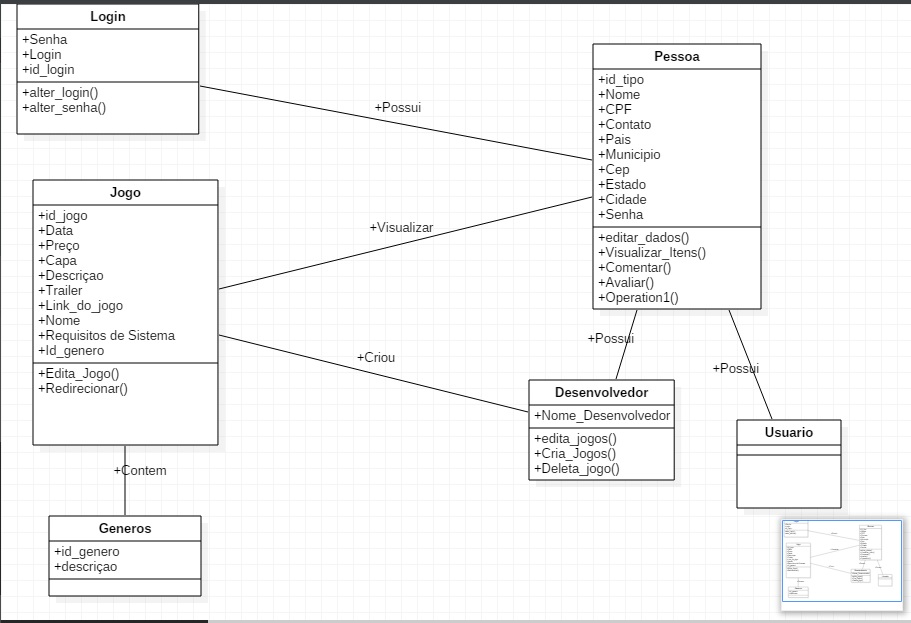 Login
+Senha
+Login
+id_login
+alter_login()
+alter_senha()
+Possui
Pessoa
+id_tipo
+Nome
+CPF
+Contato
+Pais
+Municipio
+Cep
+Estado
+Cidade
+Senha
+editar_dados()
+Visualizar_Itens()
+Comentar()
+Avaliar()
+Operation1()
Jogo
+id_jogo
+Data
+Preço
+Capa
+Descriçao
+Trailer
+Link_do_jogo
+Nome
+Requisitos de Sistema
+Id_genero
+Edita_Jogo()
+Redirecionar()
+Visualizar
+Criou
+Possui
+Possui
Desenvolvedor
+Nome_Desenvolvedor
+edita_jogos()
+Cria_Jogos()
+Deleta_jogo()
Usuario
+Contem
Generos
+id_genero
+descriçao